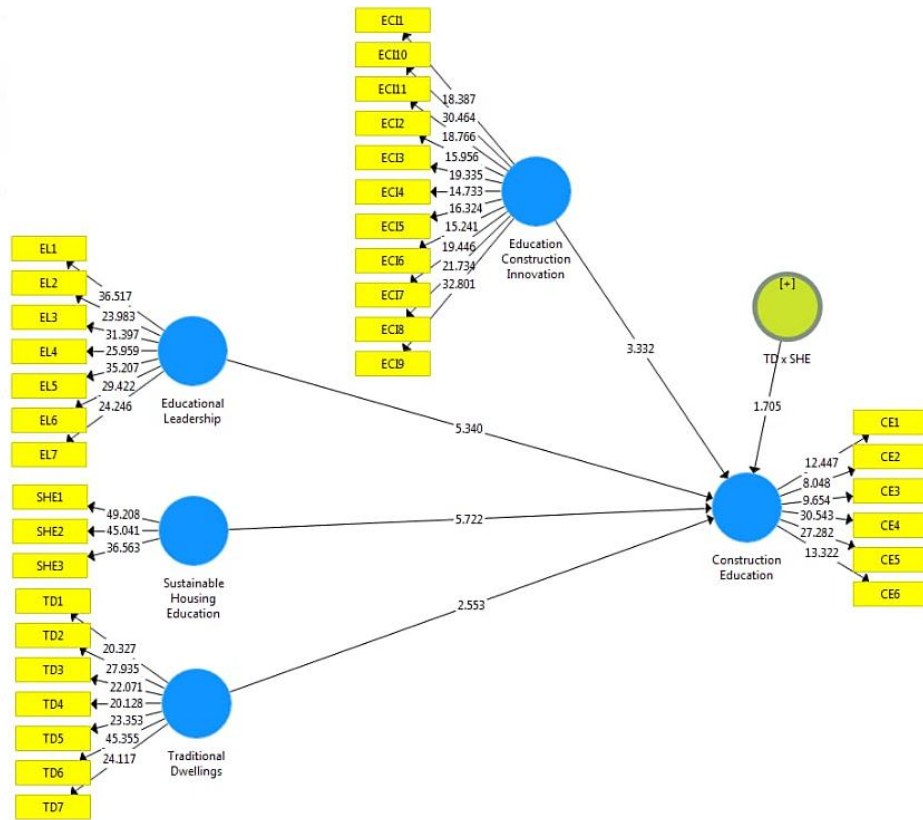 ECI1
ECI10
ECI11
ECI2
ECI3
ECI4
ECI5
ECI6
ECI7
ECI8
ECI9
18.387
30.464
18.766
15.956
19.335
14.733
16.324
15.241
19.446
21.734
32.801
Education
Construction
Innovation
3.332
[+]
TD x SHE
1.705
EL1
EL2
EL3
EL4
EL5
EL6
EL7
36.517
23.983
31.397
25.959
35.207
29.422
24.246
Educational
Leadership
5.340
SHE1
SHE2
SHE3
49.208
45.041
36.563
Sustainable
Housing
Education
5.722
TD1
TD2
TD3
TD4
TD5
TD6
TD7
20.327
27.935
22.071
20.128
23.353
45.355
24.117
Traditional
Dwellings
2.553
Construction
Education
12.447
8.048
9.654
30.543
27.282
13.322
CE1
CE2
CE3
CE4
CE5
CE6